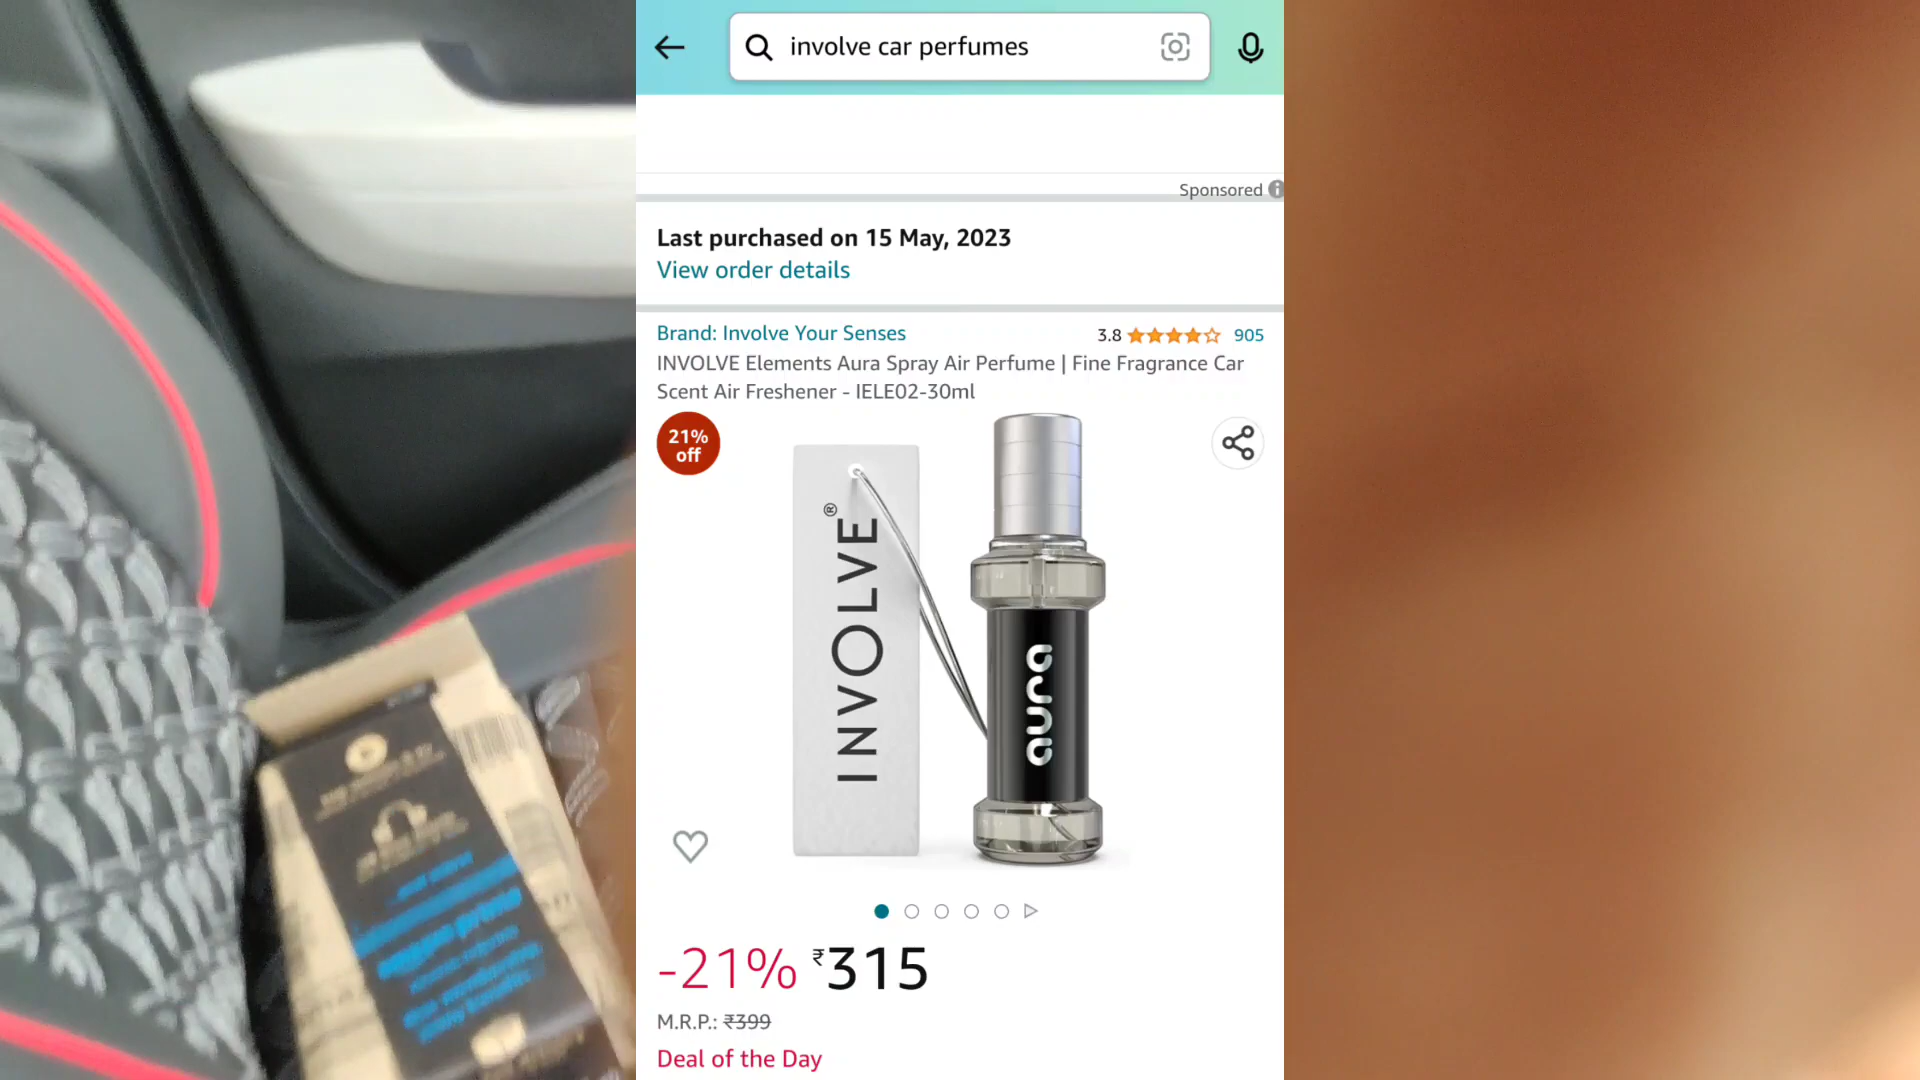 involve car perfumes
Sponsored
Last purchased on 15 May, 2023
View order details
Brand: Involve Your Senses
3.8
905
INVOLVE Elements Aura Spray Air Perfume | Fine Fragrance Car
Scent Air Freshener - IELE02-30ml
21%
off
INVOLVE®
aura
-21% ₹315
M.R.P.: ₹399
Deal of the Day